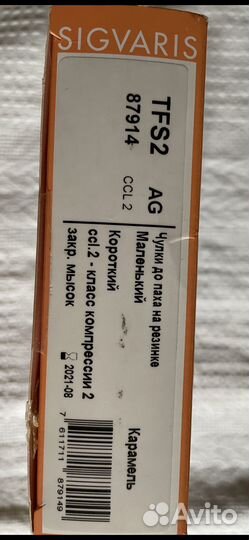 SIGVARIS
TFS2 AG
87914 CCL 2
Чулки до паха на резинке
Маленький
Короткий Карамель
ccl.2 - класс компрессии 2
закр. мысок
2021-08
7 611711 879149
Avito